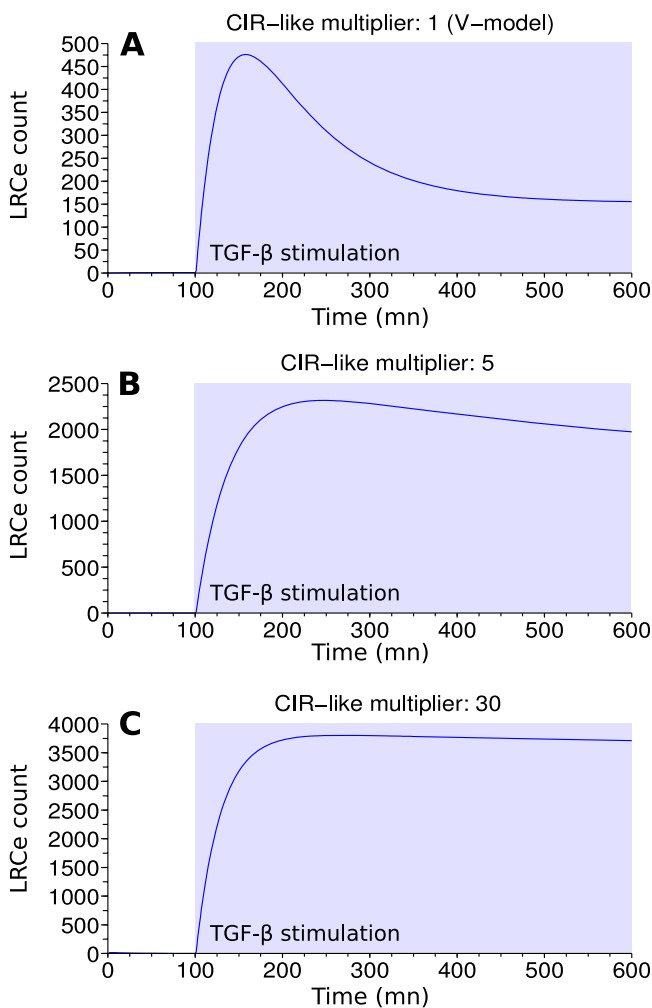 CIR–like multiplier: 1 (V–model)
A
500
450
400
350
300
250
200
150
100
50
0
LRCe count
TGF-β stimulation
0 100 200 300 400 500 600
Time (mn)
CIR–like multiplier: 5
B
2500
2000
1500
1000
500
0
LRCe count
TGF-β stimulation
0 100 200 300 400 500 600
Time (mn)
CIR–like multiplier: 30
C
4000
3500
3000
2500
2000
1500
1000
500
0
LRCe count
TGF-β stimulation
0 100 200 300 400 500 600
Time (mn)